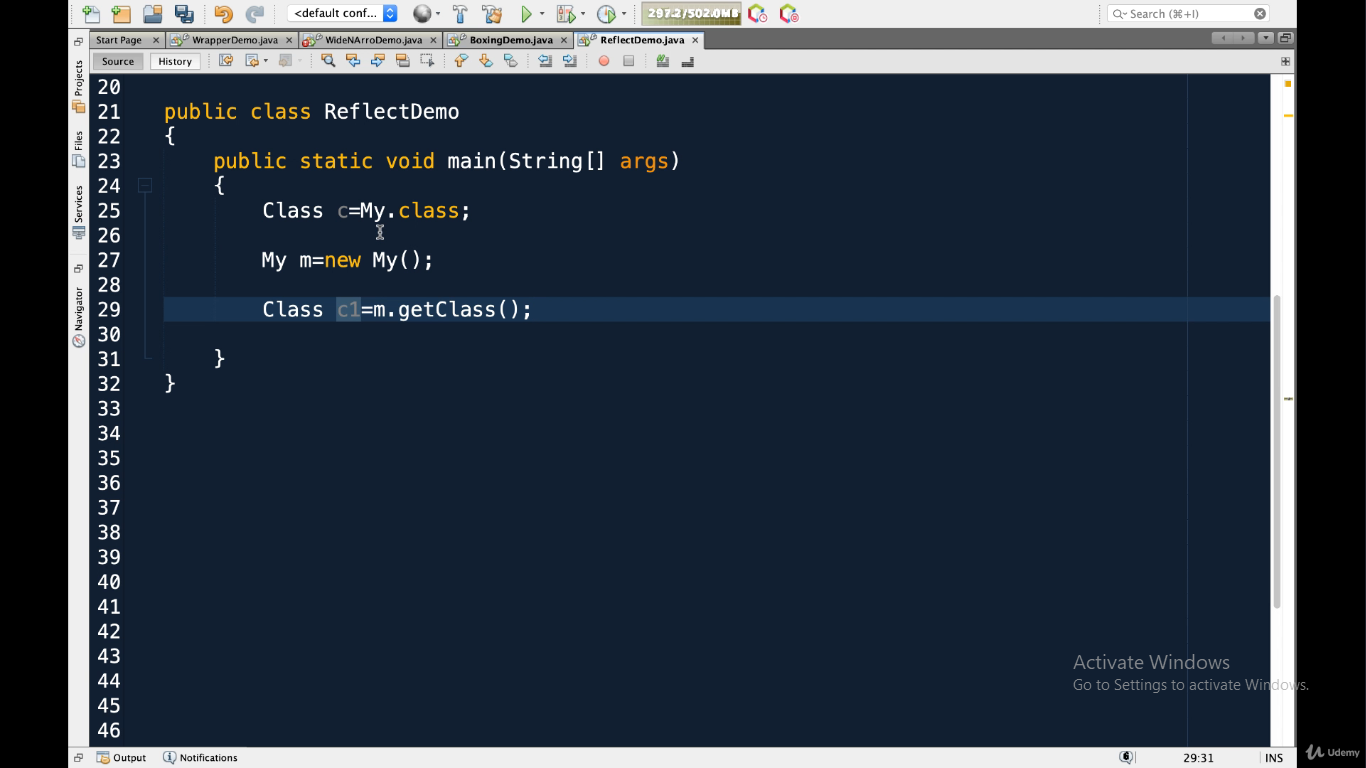 <default conf...
297.2/502.0MB
Search (⌘+I)
Start Page
WrapperDemo.java
WideNArroDemo.java
BoxingDemo.java
ReflectDemo.java
Source
History
Projects
Files
Services
Navigator
20
21 public class ReflectDemo
22 {
23 public static void main(String[] args)
24 {
25 Class c=My.class;
26
27 My m=new My();
28
29 Class c1=m.getClass();
30
31 }
32 }
33
34
35
36
37
38
39
40
41
42
43
44
45
46
Activate Windows
Go to Settings to activate Windows.
Output
Notifications
6
29:31
INS
Udemy